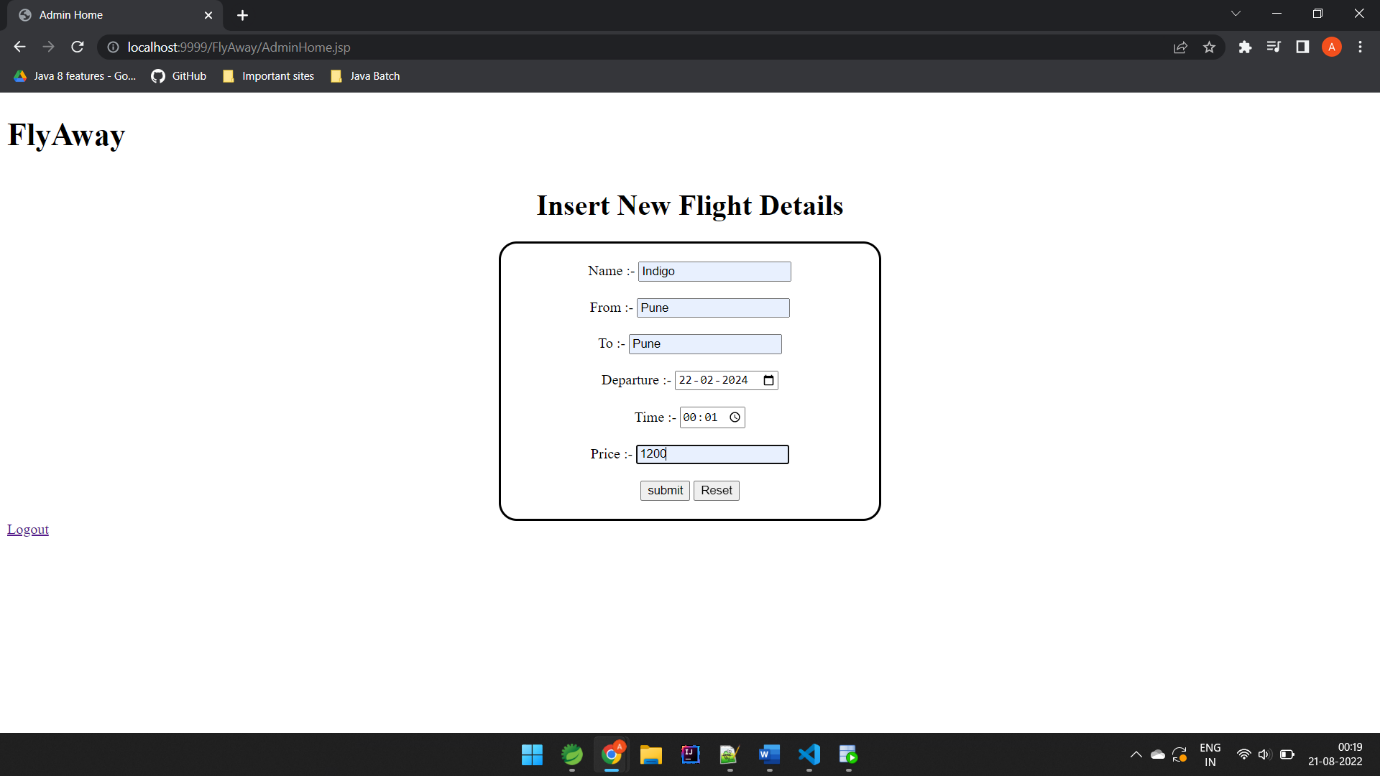 Admin Home
localhost:9999/FlyAway/AdminHome.jsp
A
Java 8 features - Go... GitHub Important sites Java Batch
FlyAway
Insert New Flight Details
Name :- Indigo
From :- Pune
To :- Pune
Departure :- 22-02-2024
Time :- 00:01
Price :- 1200
submit Reset
Logout
A
ENG
IN
00:19
21-08-2022